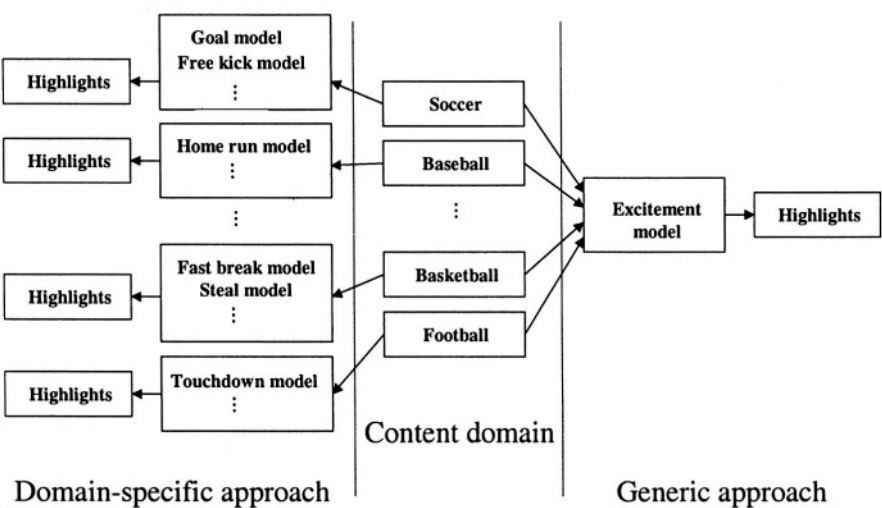 Goal model
Free kick model
⋮
Highlights
Soccer
Home run model
⋮
Highlights
Baseball
⋮
⋮
Excitement
model
Highlights
Fast break model
Steal model
⋮
Highlights
Basketball
Football
Touchdown model
⋮
Highlights
Content domain
Domain-specific approach
Generic approach